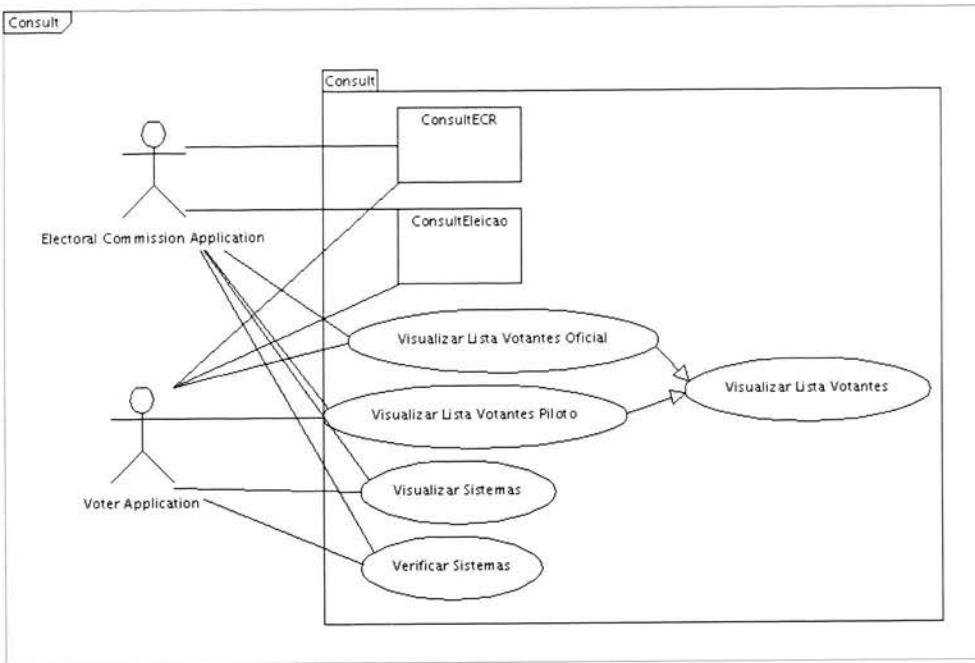 Consult
Consult
ConsultECR
ConsultEleicao
Electoral Commission Application
Visualizar Lista Votantes Oficial
Visualizar Lista Votantes
Visualizar Lista Votantes Piloto
Visualizar Sistemas
Voter Application
Verificar Sistemas